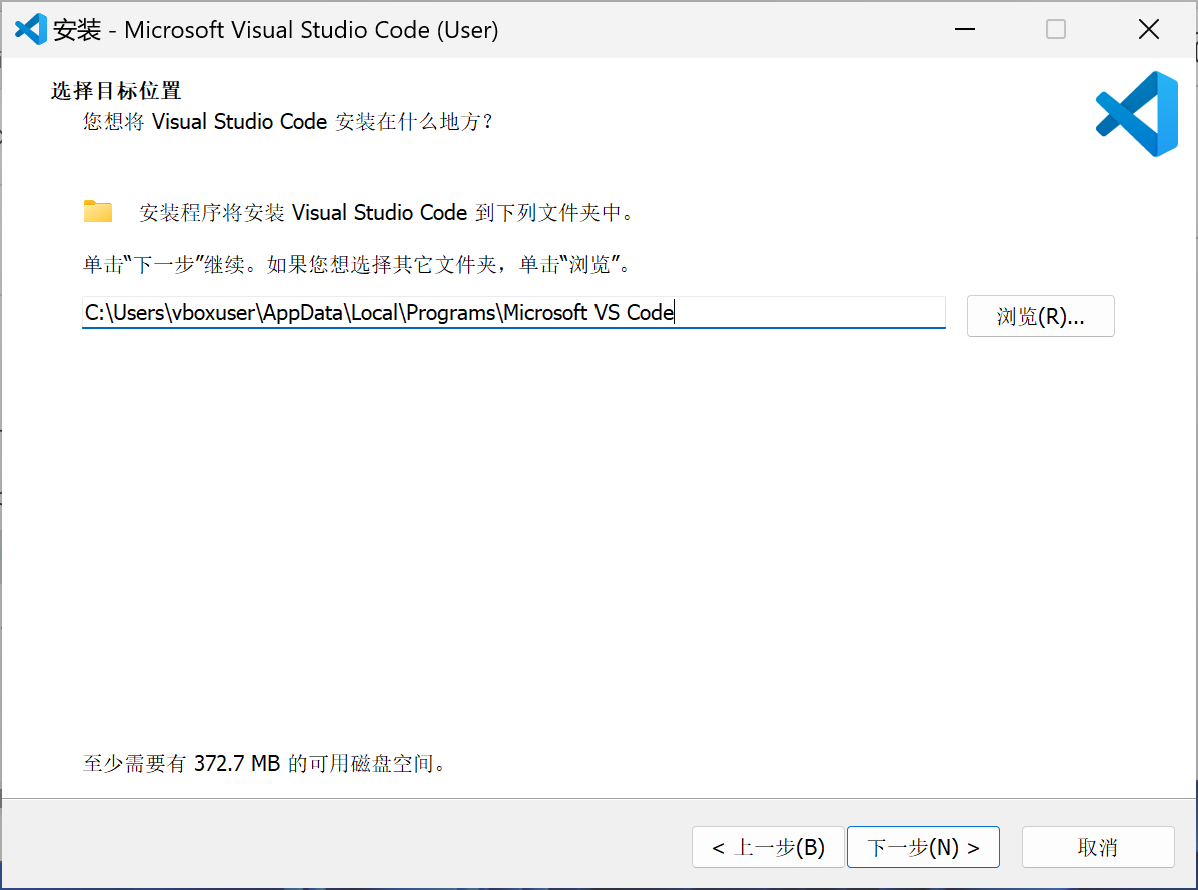 安装 - Microsoft Visual Studio Code (User)
选择目标位置
您想将 Visual Studio Code 安装在什么地方？
安装程序将安装 Visual Studio Code 到下列文件夹中。
单击“下一步”继续。如果您想选择其它文件夹，单击“浏览”。
C:\Users\vboxuser\AppData\Local\Programs\Microsoft VS Code
浏览(R)...
至少需要有 372.7 MB 的可用磁盘空间。
< 上一步(B)
下一步(N) >
取消